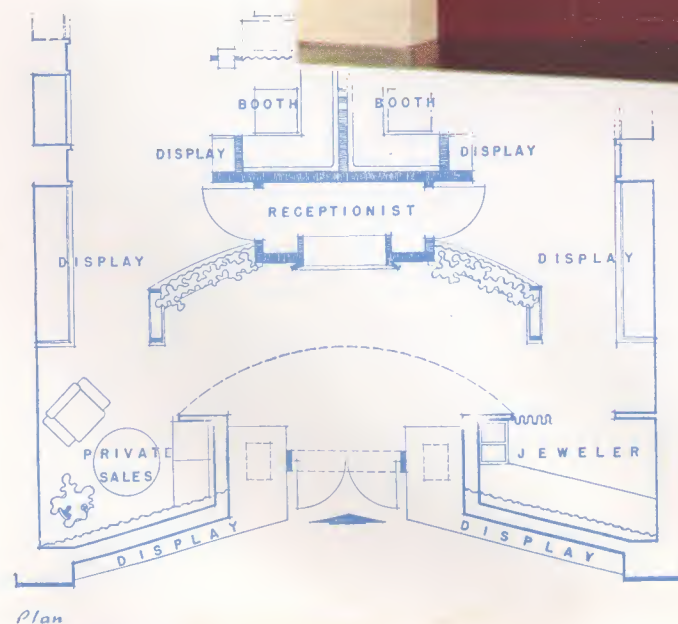 BOOTH BOOTH
DISPLAY DISPLAY
RECEPTIONIST
DISPLAY DISPLAY
PRIVATE JEWELER
SALES
DISPLAY DISPLAY
Plan